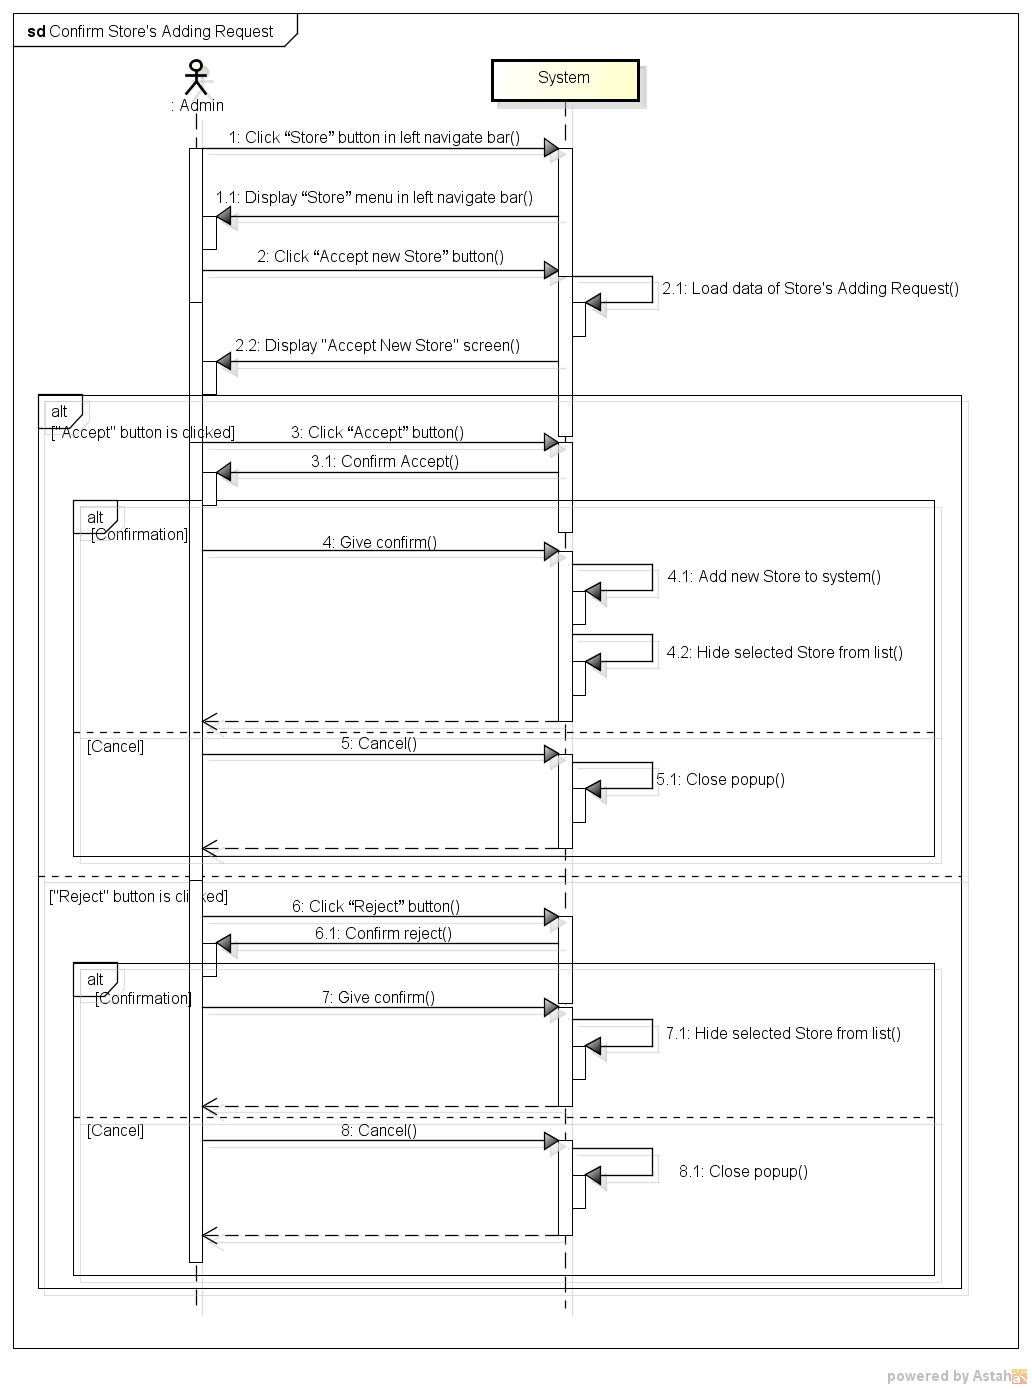 sd Confirm Store's Adding Request
System
: Admin
1: Click “Store” button in left navigate bar()
1.1: Display “Store” menu in left navigate bar()
2: Click “Accept new Store” button()
2.1: Load data of Store's Adding Request()
2.2: Display "Accept New Store" screen()
alt
["Accept" button is clicked]
3: Click “Accept” button()
3.1: Confirm Accept()
alt
[Confirmation]
4: Give confirm()
4.1: Add new Store to system()
4.2: Hide selected Store from list()
[Cancel]
5: Cancel()
5.1: Close popup()
["Reject" button is clicked]
6: Click “Reject” button()
6.1: Confirm reject()
alt
[Confirmation]
7: Give confirm()
7.1: Hide selected Store from list()
[Cancel]
8: Cancel()
8.1: Close popup()
powered by Astah